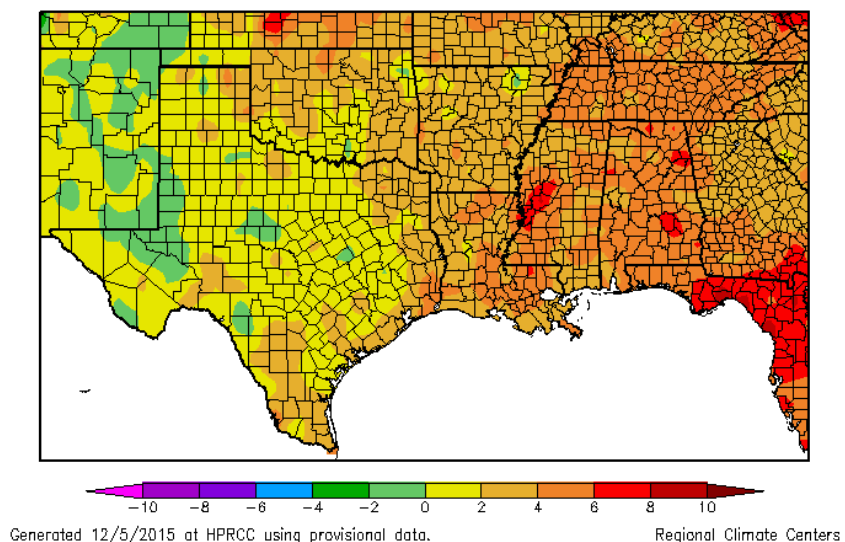 -10 -8 -6 -4 -2 0 2 4 6 8 10
Generated 12/5/2015 at HPRCC using provisional data.
Regional Climate Centers